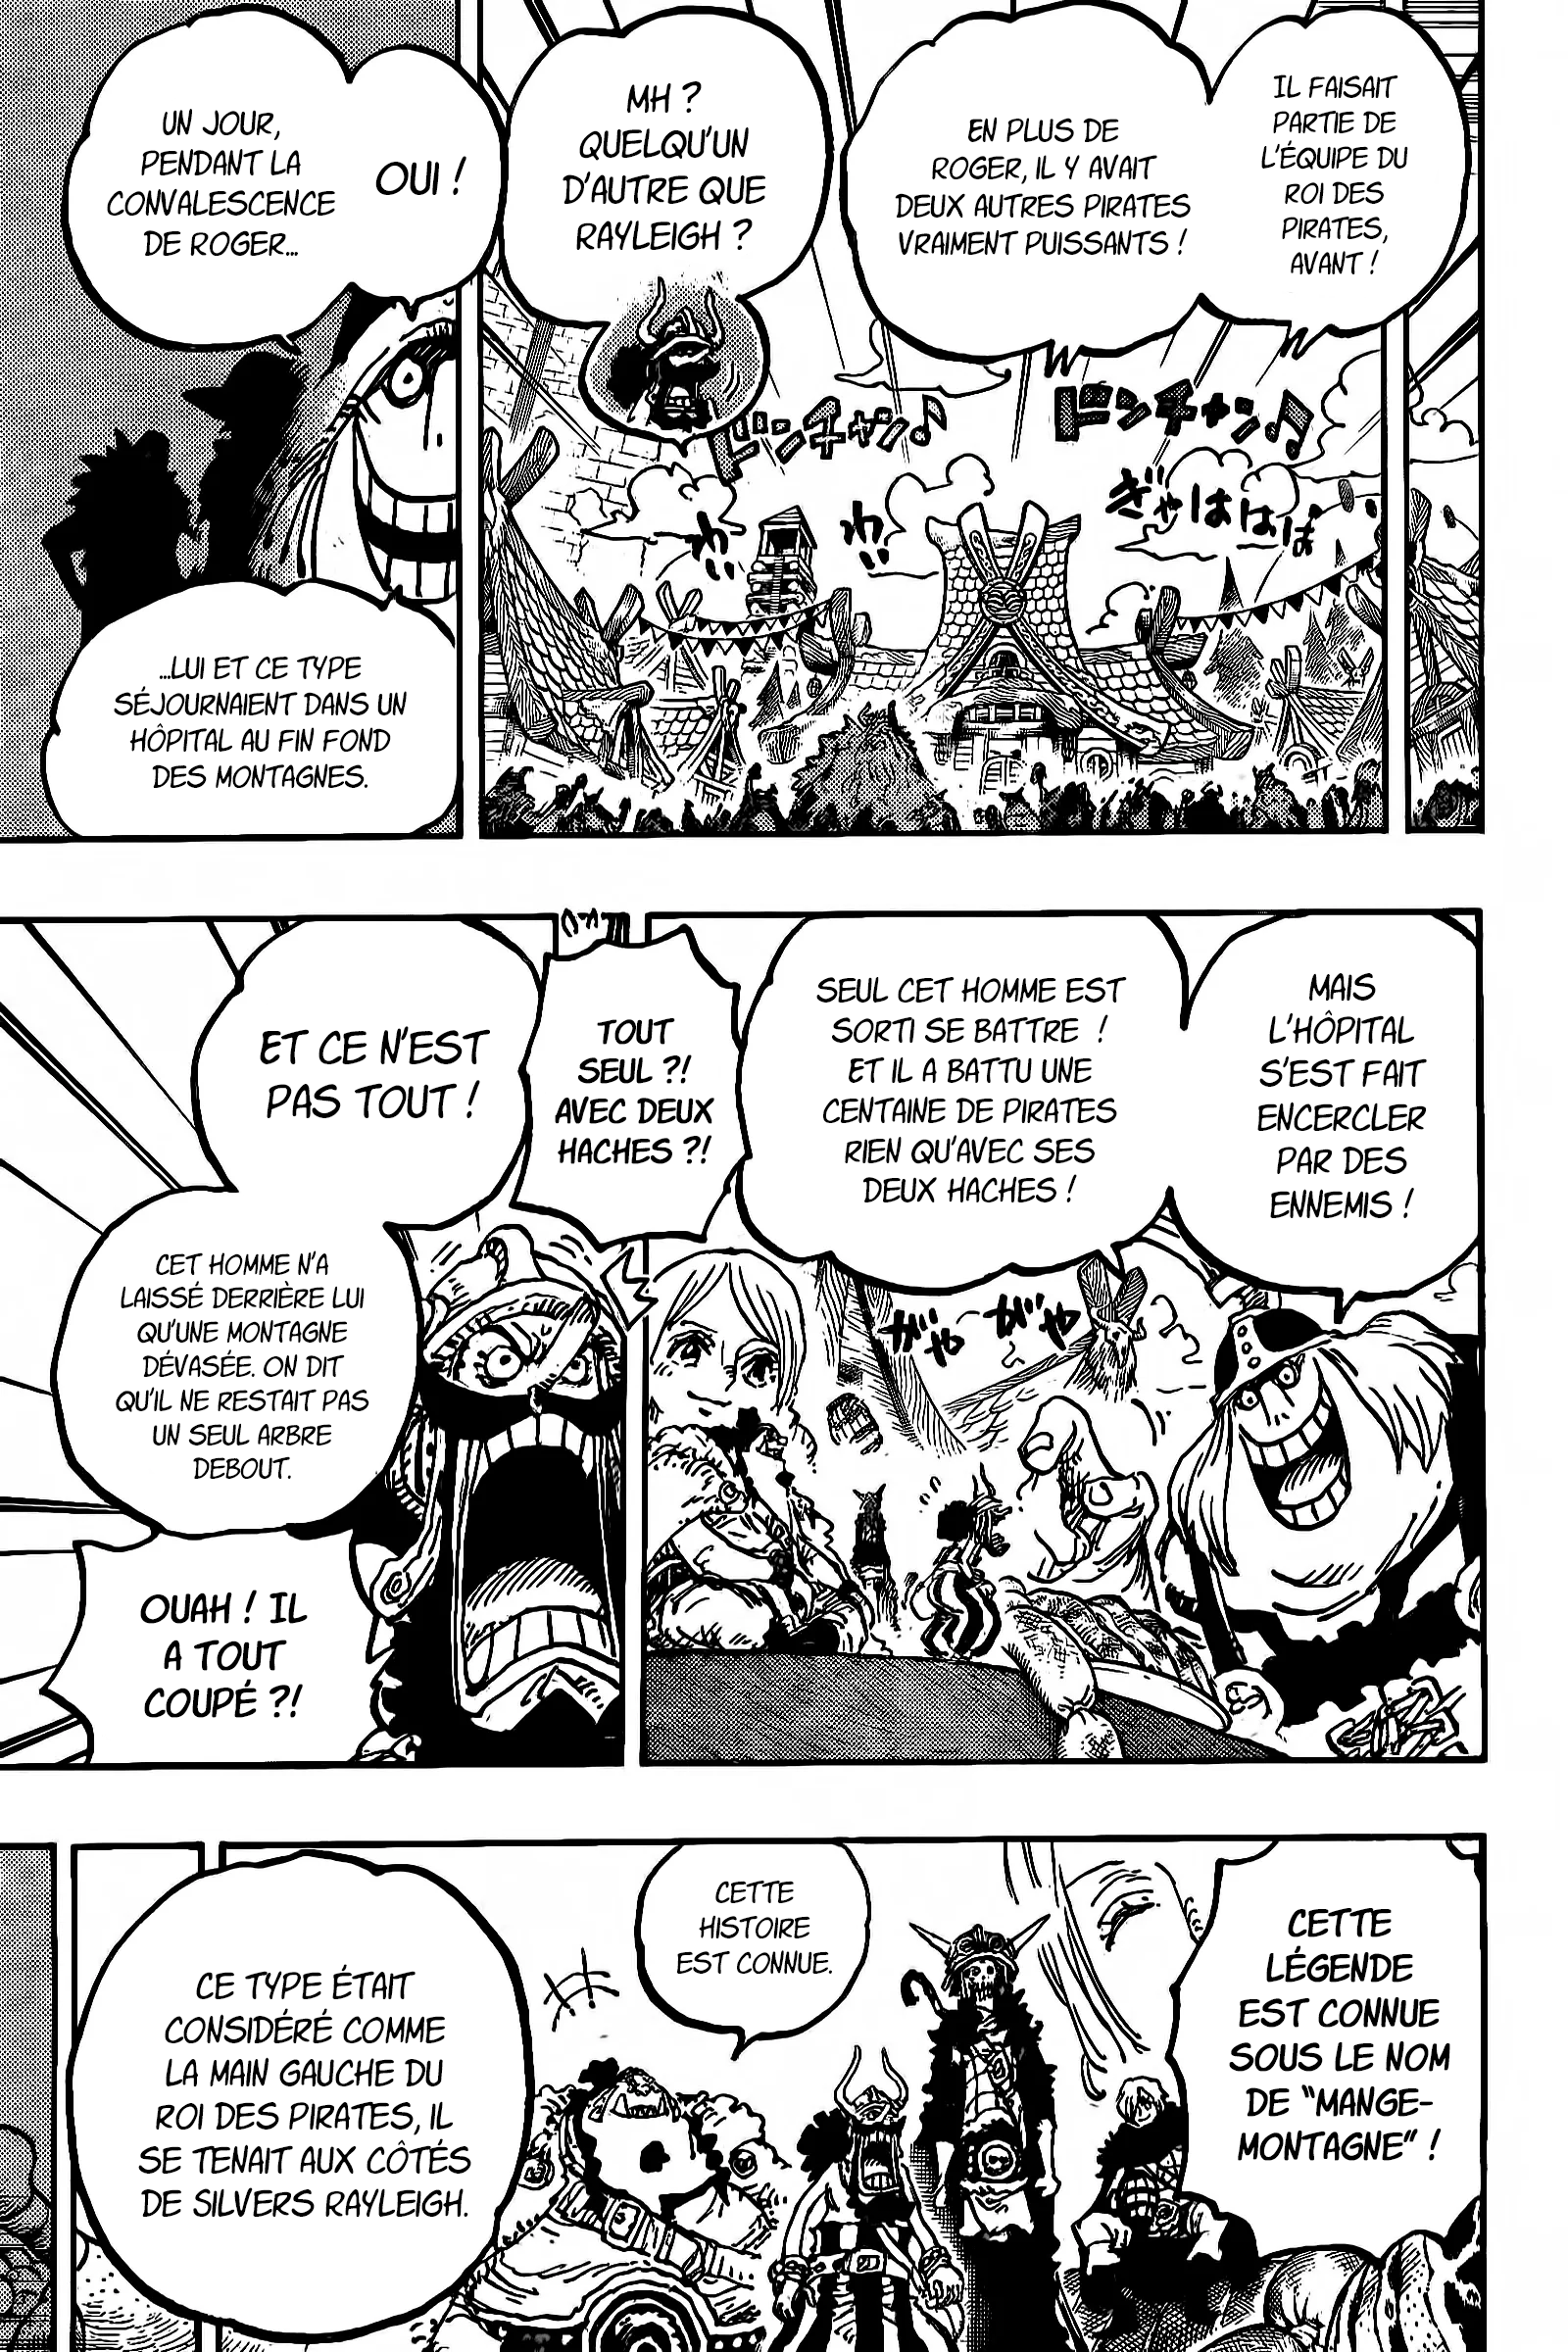 IL FAISAIT
PARTIE DE
L'ÉQUIPE DU
ROI DES
PIRATES,
AVANT !
EN PLUS DE
ROGER, IL Y AVAIT
DEUX AUTRES PIRATES
VRAIMENT PUISSANTS !
MH ?
QUELQU'UN
D'AUTRE QUE
RAYLEIGH ?
ドンチャン♪
ドンチャン♫
わい
わい
ぎゃははは
OUI !
UN JOUR,
PENDANT LA
CONVALESCENCE
DE ROGER...
...LUI ET CE TYPE
SÉJOURNAIENT DANS UN
HÔPITAL AU FIN FOND
DES MONTAGNES.
MAIS
L'HÔPITAL
S'EST FAIT
ENCERCLER
PAR DES
ENNEMIS !
SEUL CET HOMME EST
SORTI SE BATTRE !
ET IL A BATTU UNE
CENTAINE DE PIRATES
RIEN QU'AVEC SES
DEUX HACHES !
ガヤ
ガヤ
TOUT
SEUL ?!
AVEC DEUX
HACHES ?!
ET CE N'EST
PAS TOUT !
CET HOMME N'A
LAISSÉ DERRIÈRE LUI
QU'UNE MONTAGNE
DÉVASÉE. ON DIT
QU'IL NE RESTAIT PAS
UN SEUL ARBRE
DEBOUT.
OUAH ! IL
A TOUT
COUPÉ ?!
CETTE
LÉGENDE
EST CONNUE
SOUS LE NOM
DE "MANGE-
MONTAGNE" !
CETTE
HISTOIRE
EST CONNUE.
CE TYPE ÉTAIT
CONSIDÉRÉ COMME
LA MAIN GAUCHE DU
ROI DES PIRATES, IL
SE TENAIT AUX CÔTÉS
DE SILVERS RAYLEIGH.